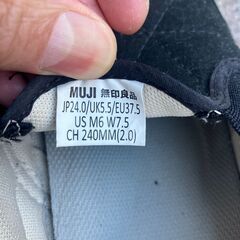 MUJI 無印良品
JP24.0/UK5.5/EU37.5
US M6 W7.5
CH 240MM(2.0)